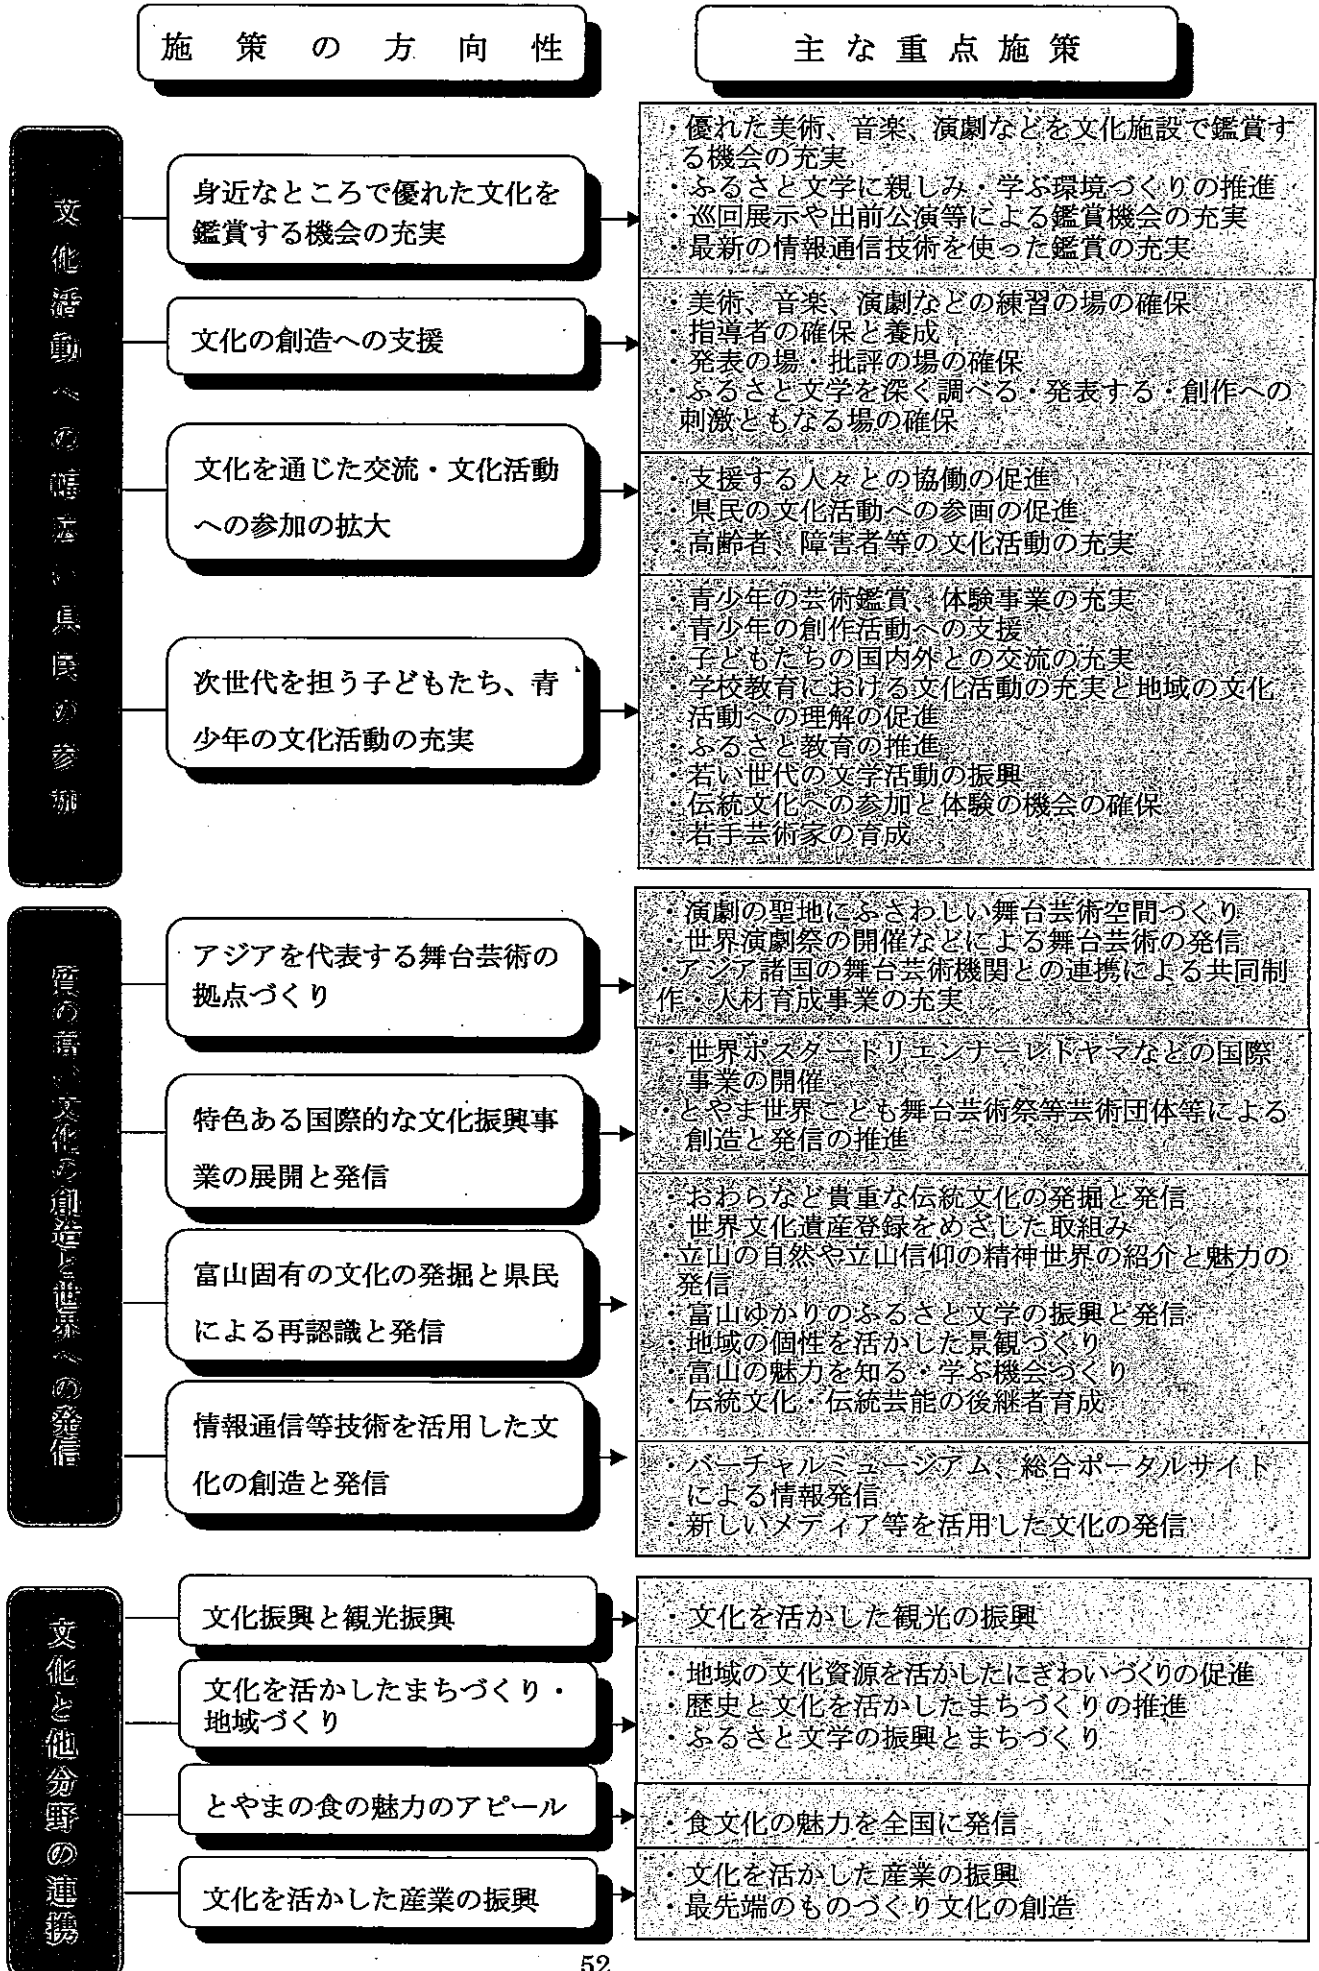 施策の方向性
主な重点施策
文化活動への幅広い県民の参加
身近なところで優れた文化を
鑑賞する機会の充実
・優れた美術、音楽、演劇などを文化施設で鑑賞す
る機会の充実
・ふるさと文学に親しみ・学ぶ環境づくりの推進
・巡回展示や出前公演等による鑑賞機会の充実
・最新の情報通信技術を使った鑑賞の充実
文化の創造への支援
・美術、音楽、演劇などの練習の場の確保
・指導者の確保と養成
・発表の場・批評の場の確保
・ふるさと文学を深く調べる・発表する・創作への
刺激ともなる場の確保
文化を通じた交流・文化活動
への参加の拡大
・支援する人々との協働の促進
・県民の文化活動への参画の促進
・高齢者、障害者等の文化活動の充実
次世代を担う子どもたち、青
少年の文化活動の充実
・青少年の芸術鑑賞、体験事業の充実
・青少年の創作活動への支援
・子どもたちの国内外との交流の充実
・学校教育における文化活動の充実と地域の文化
活動への理解の促進
・ふるさと教育の推進
・若い世代の文学活動の振興
・伝統文化への参加と体験の機会の確保
・若手芸術家の育成
質の高い文化の創造と世界への発信
アジアを代表する舞台芸術の
拠点づくり
・演劇の聖地にふさわしい舞台芸術空間づくり
・世界演劇祭の開催などによる舞台芸術の発信
・アジア諸国の舞台芸術機関との連携による共同制
作・人材育成事業の充実
特色ある国際的な文化振興事
業の展開と発信
・世界ポスタートリエンナーレトヤマなどの国際
事業の開催
・とやま世界こども舞台芸術祭等芸術団体等による
創造と発信の推進
富山固有の文化の発掘と県民
による再認識と発信
・おわらなど貴重な伝統文化の発掘と発信
・世界文化遺産登録をめざした取組み
・立山の自然や立山信仰の精神世界の紹介と魅力の
発信
・富山ゆかりのふるさと文学の振興と発信
・地域の個性を活かした景観づくり
・富山の魅力を知る・学ぶ機会づくり
・伝統文化・伝統芸能の後継者育成
情報通信等技術を活用した文
化の創造と発信
・バーチャルミュージアム、総合ポータルサイト
による情報発信
・新しいメディア等を活用した文化の発信
文化と他分野の連携
文化振興と観光振興
・文化を活かした観光の振興
文化を活かしたまちづくり・
地域づくり
・地域の文化資源を活かしたにぎわいづくりの促進
・歴史と文化を活かしたまちづくりの推進
・ふるさと文学の振興とまちづくり
とやまの食の魅力のアピール
・食文化の魅力を全国に発信
文化を活かした産業の振興
・文化を活かした産業の振興
・最先端のものづくり文化の創造
52